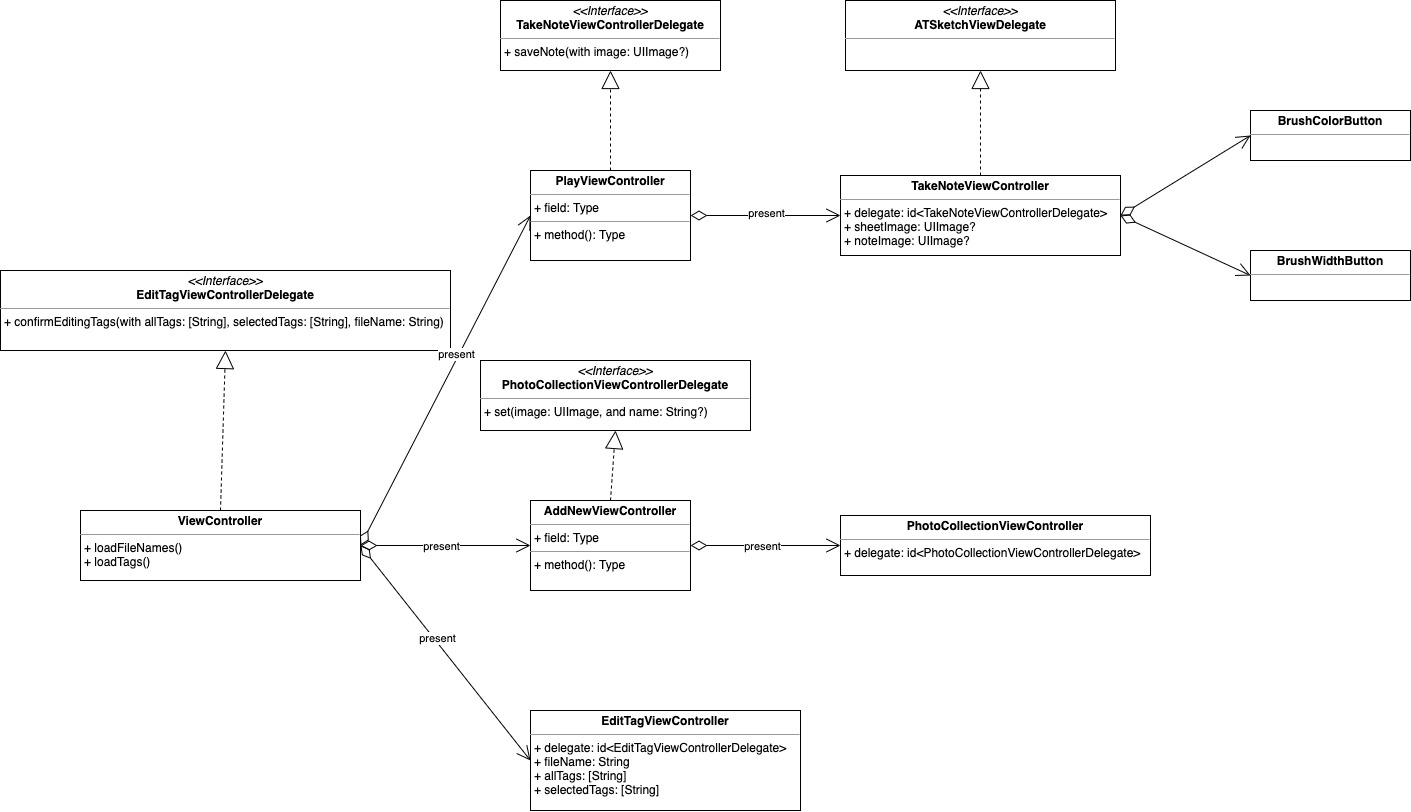 <<Interface>>
TakeNoteViewControllerDelegate
+ saveNote(with image: UIImage?)
<<Interface>>
ATSketchViewDelegate
BrushColorButton
PlayViewController
+ field: Type
+ method(): Type
present
TakeNoteViewController
+ delegate: id<TakeNoteViewControllerDelegate>
+ sheetImage: UIImage?
+ noteImage: UIImage?
BrushWidthButton
<<Interface>>
EditTagViewControllerDelegate
+ confirmEditingTags(with allTags: [String], selectedTags: [String], fileName: String)
present
<<Interface>>
PhotoCollectionViewControllerDelegate
+ set(image: UIImage, and name: String?)
ViewController
+ loadFileNames()
+ loadTags()
present
AddNewViewController
+ field: Type
+ method(): Type
present
PhotoCollectionViewController
+ delegate: id<PhotoCollectionViewControllerDelegate>
present
EditTagViewController
+ delegate: id<EditTagViewControllerDelegate>
+ fileName: String
+ allTags: [String]
+ selectedTags: [String]